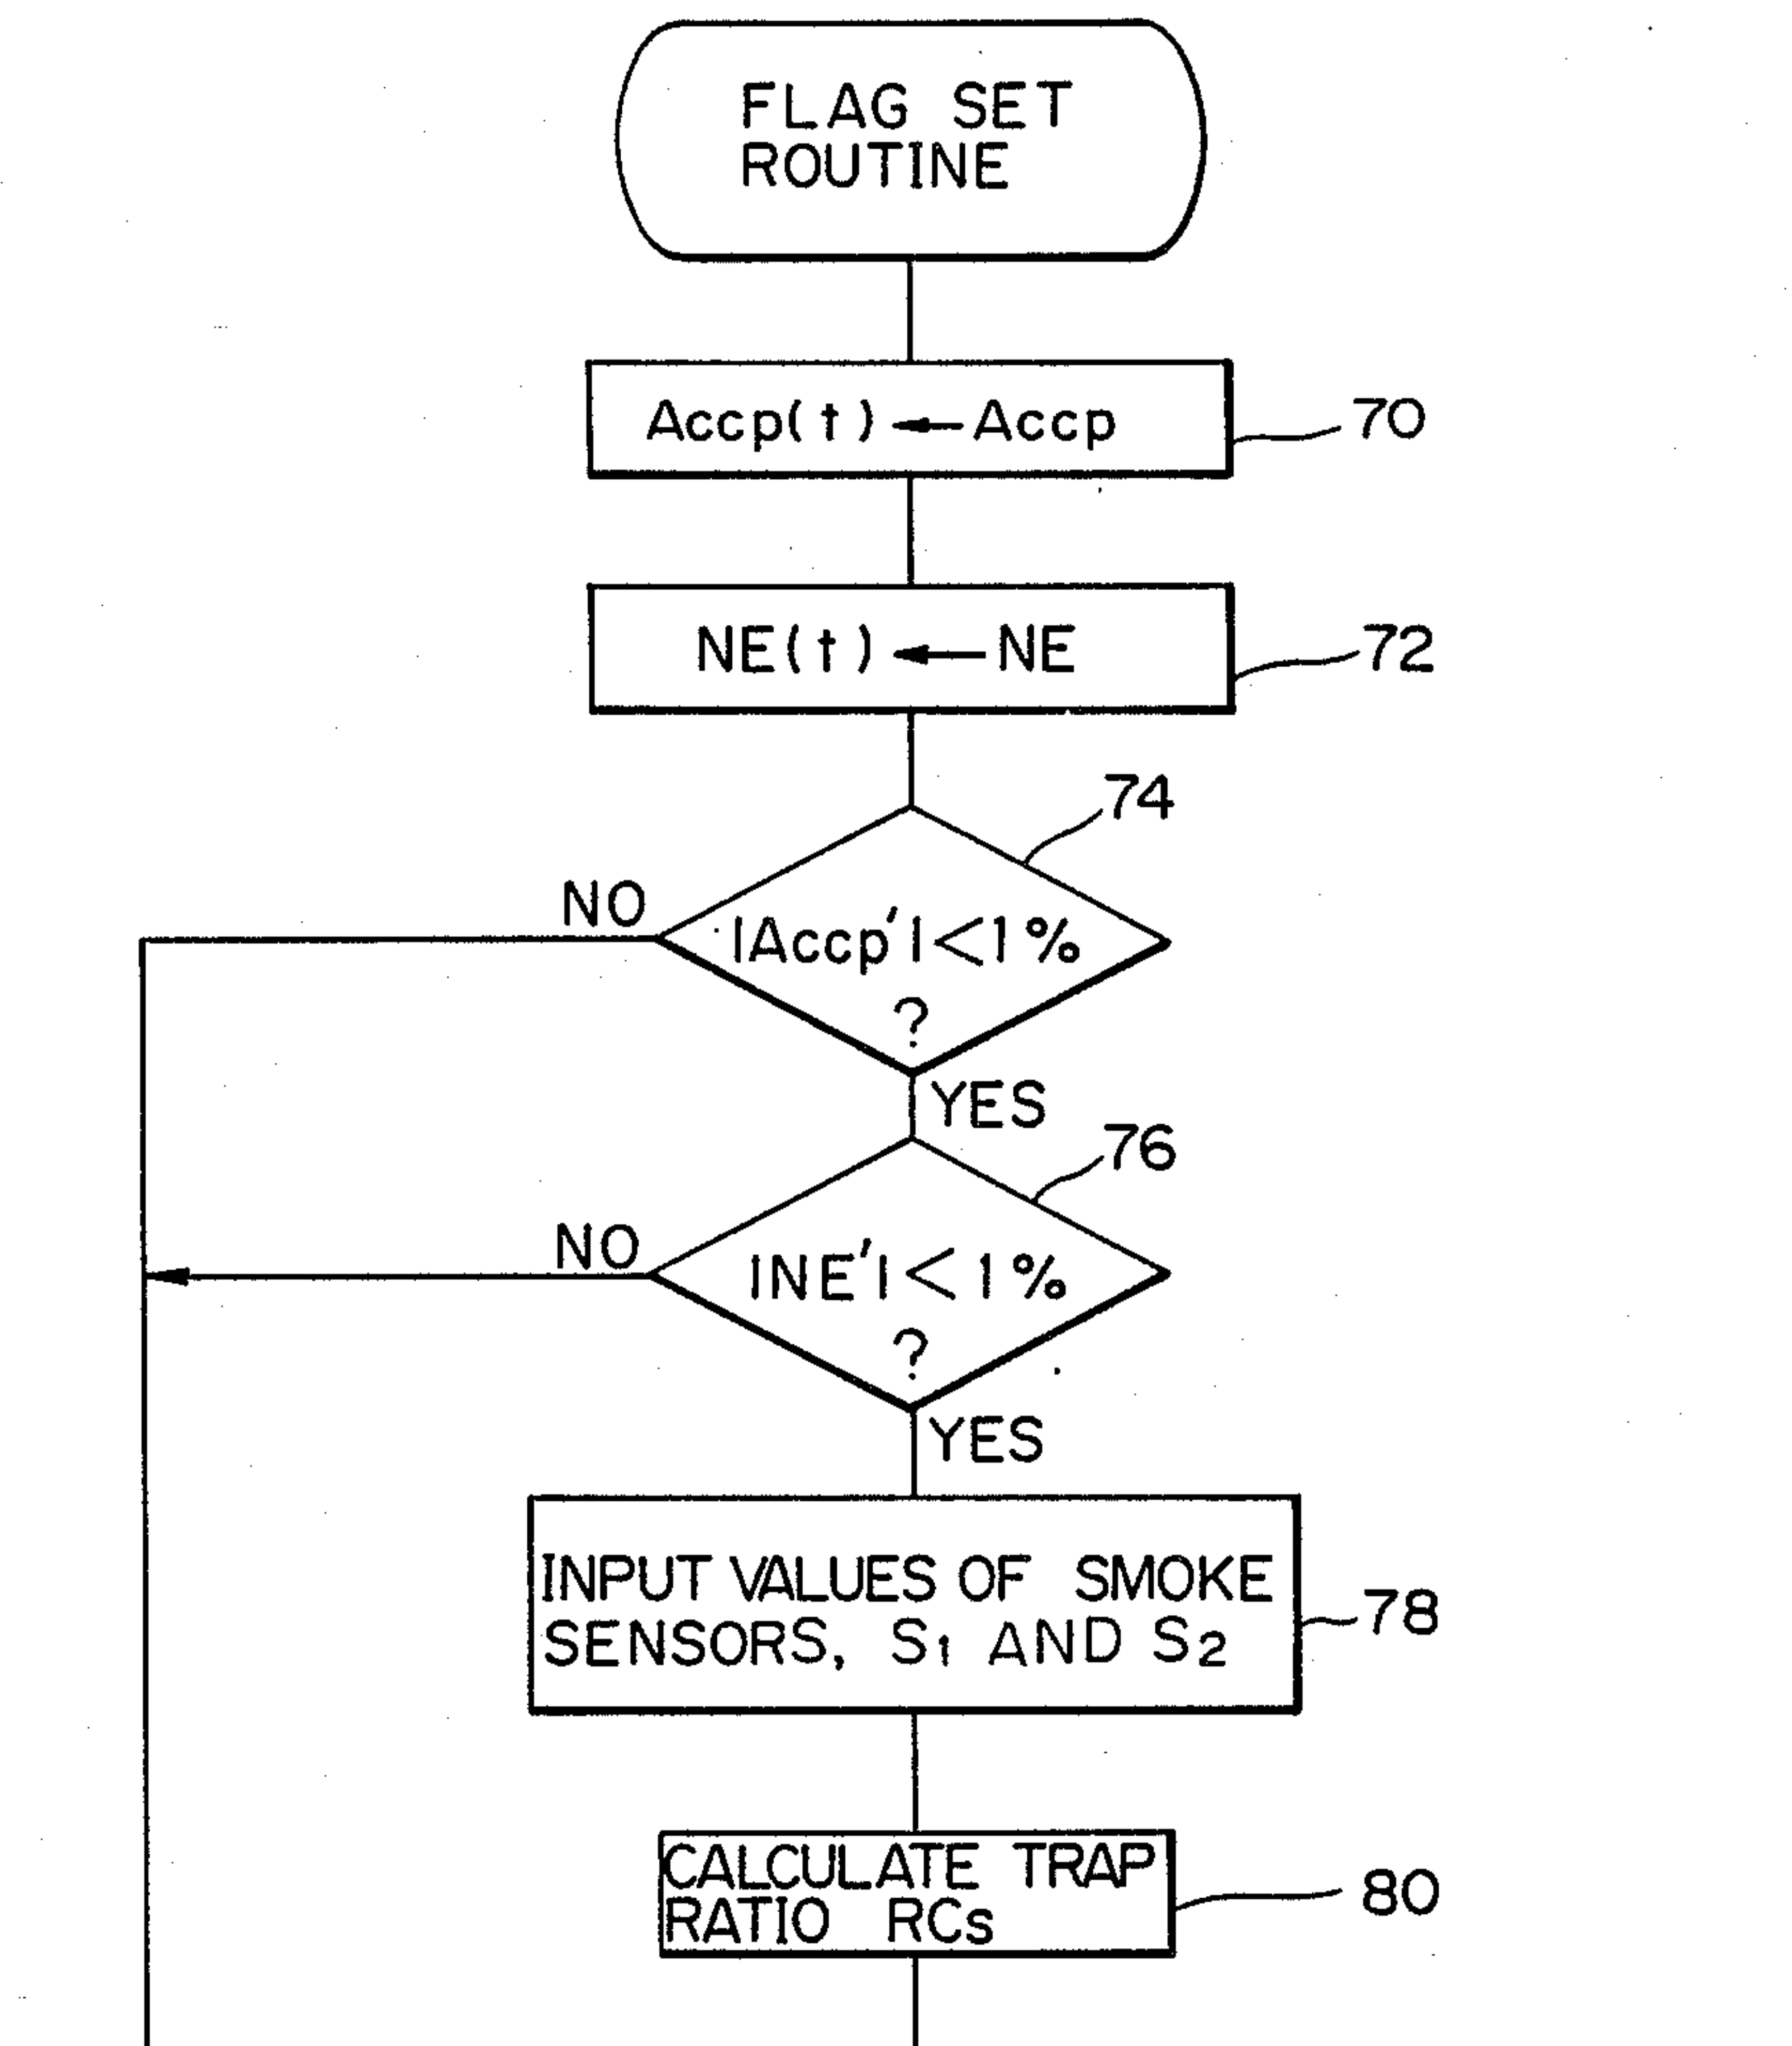 FLAG SET
ROUTINE
Accp(t) ← Accp
70
NE(t) ← NE
72
74
NO
|Accp'| < 1%
?
YES
76
NO
|NE'| < 1%
?
YES
INPUT VALUES OF SMOKE
SENSORS, S1 AND S2
78
CALCULATE TRAP
RATIO RCs
80